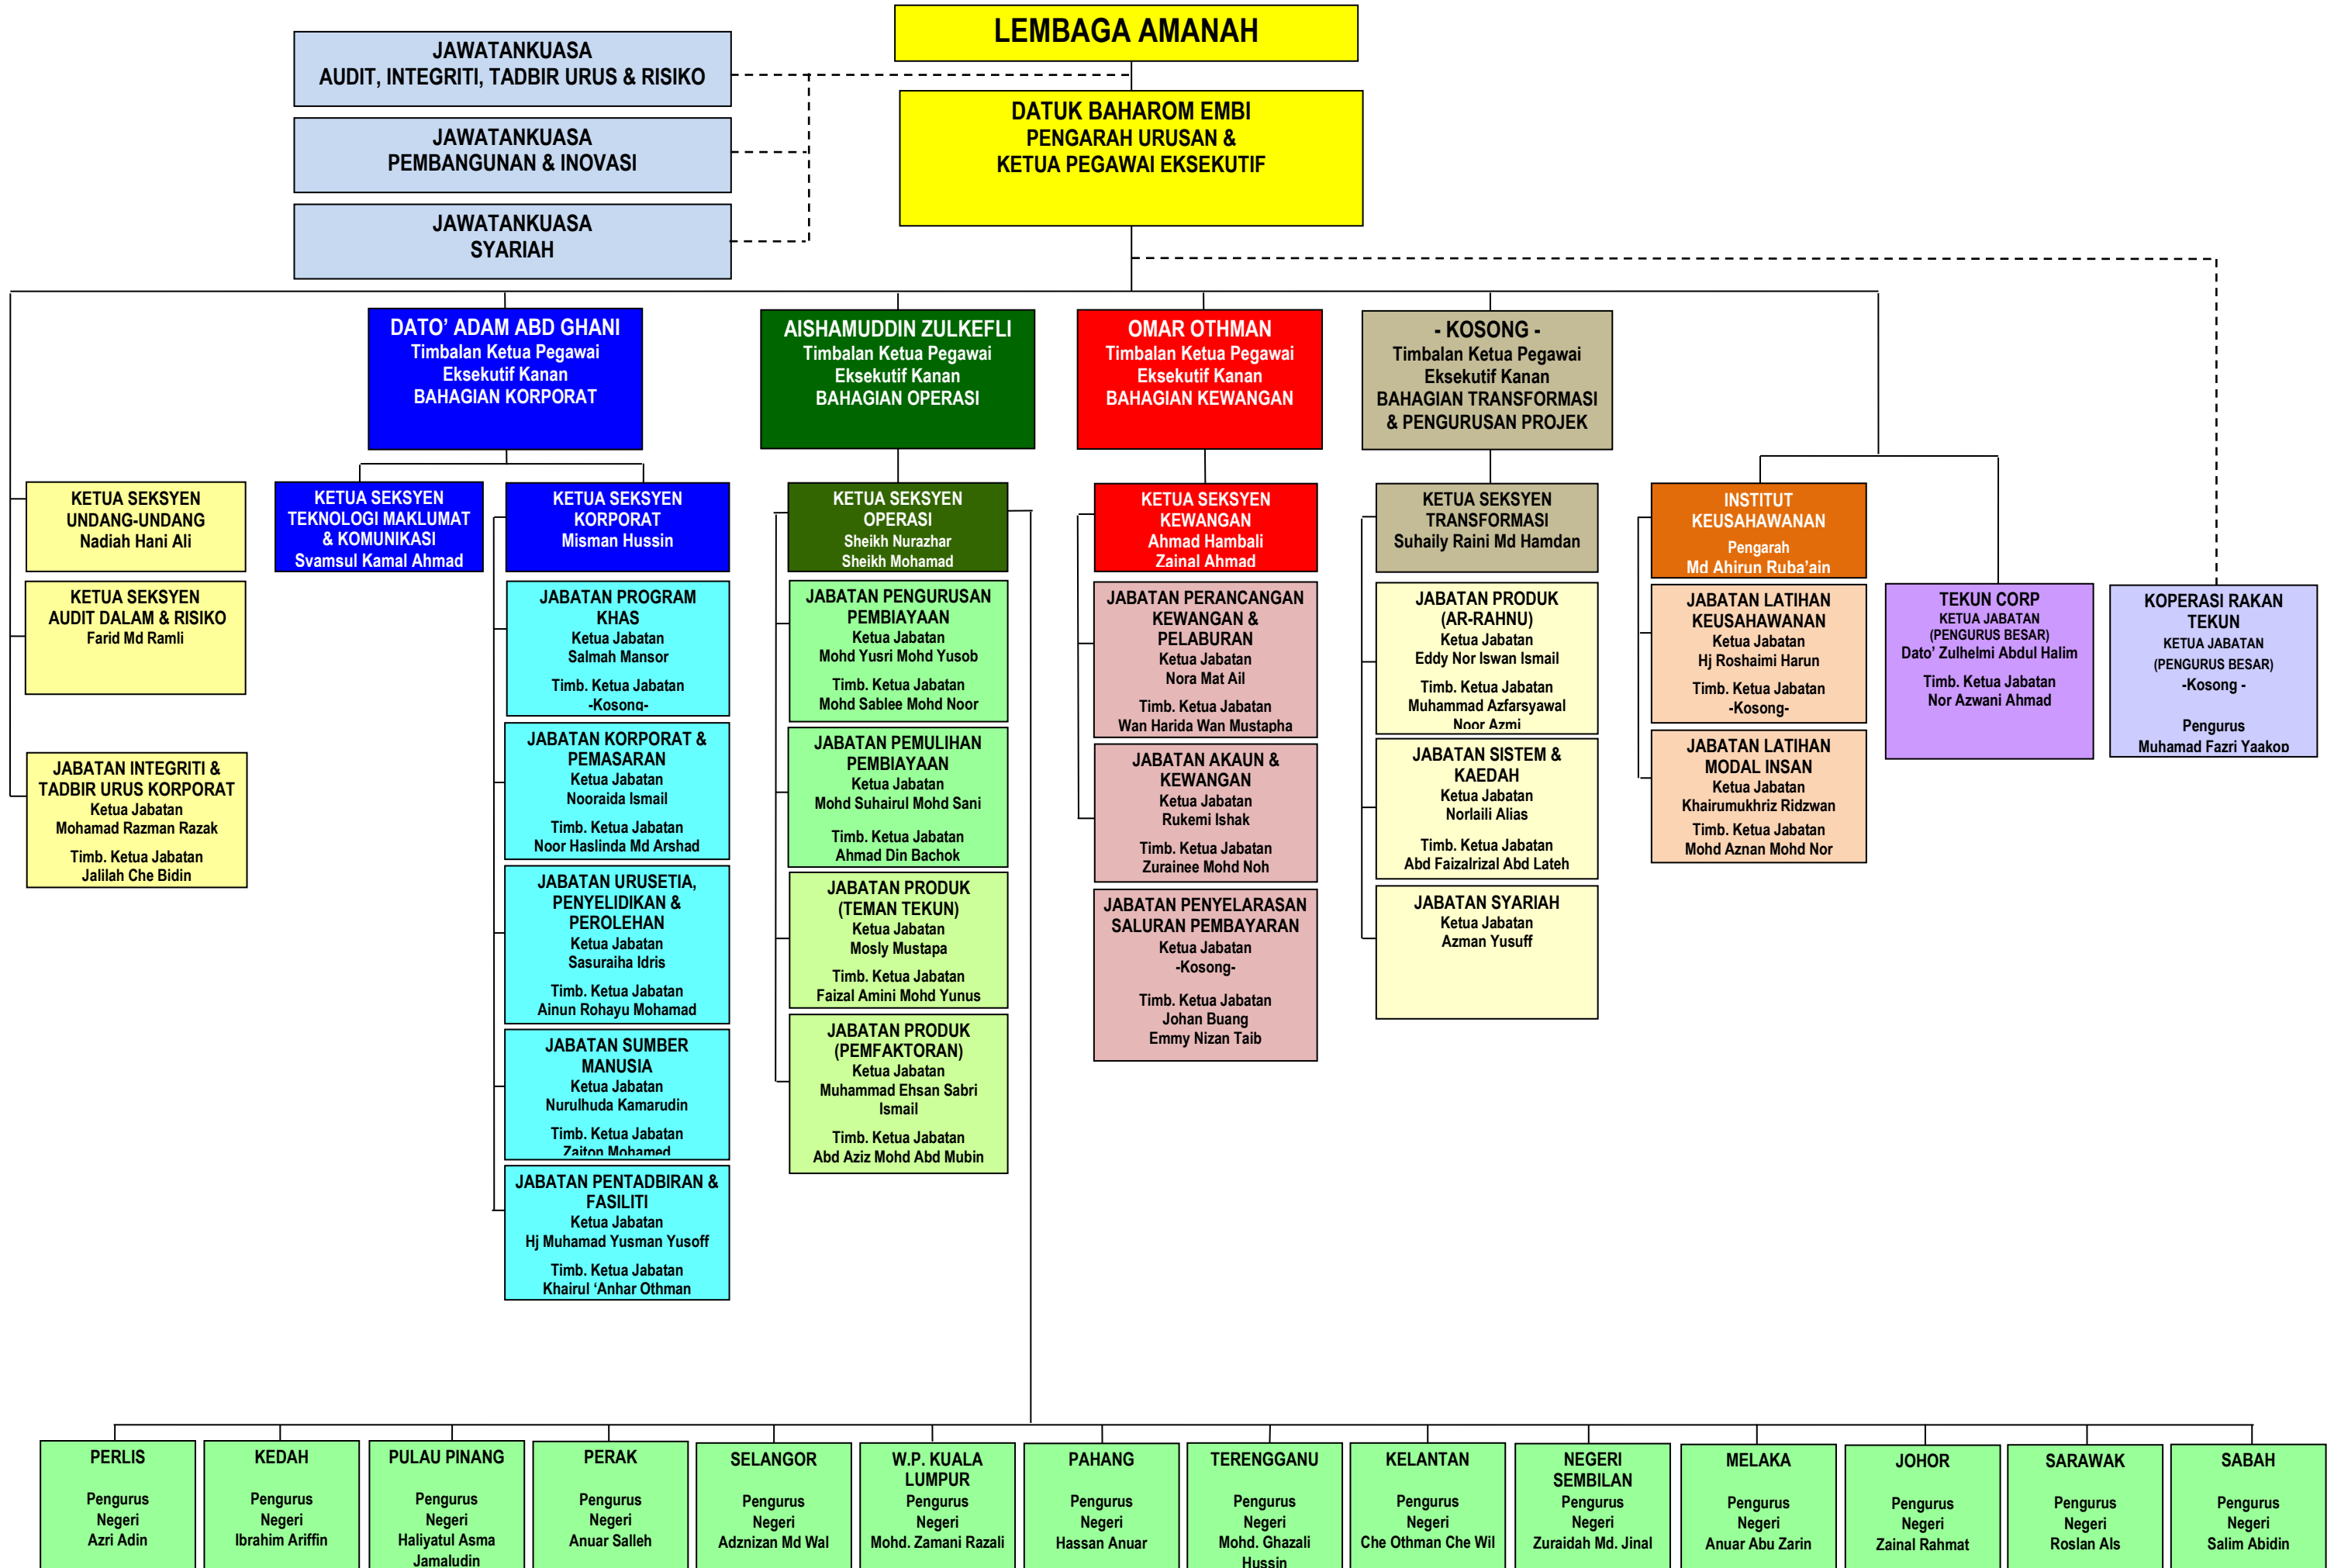 LEMBAGA AMANAH
JAWATANKUASA
AUDIT, INTEGRITI, TADBIR URUS & RISIKO
JAWATANKUASA
PEMBANGUNAN & INOVASI
JAWATANKUASA
SYARIAH
DATUK BAHAROM EMBI
PENGARAH URUSAN &
KETUA PEGAWAI EKSEKUTIF
DATO’ ADAM ABD GHANI
Timbalan Ketua Pegawai
Eksekutif Kanan
BAHAGIAN KORPORAT
AISHAMUDDIN ZULKEFLI
Timbalan Ketua Pegawai
Eksekutif Kanan
BAHAGIAN OPERASI
OMAR OTHMAN
Timbalan Ketua Pegawai
Eksekutif Kanan
BAHAGIAN KEWANGAN
- KOSONG -
Timbalan Ketua Pegawai
Eksekutif Kanan
BAHAGIAN TRANSFORMASI
& PENGURUSAN PROJEK
KETUA SEKSYEN
UNDANG-UNDANG
Nadiah Hani Ali
KETUA SEKSYEN
AUDIT DALAM & RISIKO
Farid Md Ramli
JABATAN INTEGRITI &
TADBIR URUS KORPORAT
Ketua Jabatan
Mohamad Razman Razak
Timb. Ketua Jabatan
Jalilah Che Bidin
KETUA SEKSYEN
TEKNOLOGI MAKLUMAT
& KOMUNIKASI
Svamsul Kamal Ahmad
KETUA SEKSYEN
KORPORAT
Misman Hussin
JABATAN PROGRAM
KHAS
Ketua Jabatan
Salmah Mansor
Timb. Ketua Jabatan
-Kosong-
JABATAN KORPORAT &
PEMASARAN
Ketua Jabatan
Nooraida Ismail
Timb. Ketua Jabatan
Noor Haslinda Md Arshad
JABATAN URUSETIA,
PENYELIDIKAN &
PEROLEHAN
Ketua Jabatan
Sasuraiha Idris
Timb. Ketua Jabatan
Ainun Rohayu Mohamad
JABATAN SUMBER
MANUSIA
Ketua Jabatan
Nurulhuda Kamarudin
Timb. Ketua Jabatan
Zaiton Mohamed
JABATAN PENTADBIRAN &
FASILITI
Ketua Jabatan
Hj Muhamad Yusman Yusoff
Timb. Ketua Jabatan
Khairul ‘Anhar Othman
KETUA SEKSYEN
OPERASI
Sheikh Nurazhar
Sheikh Mohamad
JABATAN PENGURUSAN
PEMBIAYAAN
Ketua Jabatan
Mohd Yusri Mohd Yusob
Timb. Ketua Jabatan
Mohd Sablee Mohd Noor
JABATAN PEMULIHAN
PEMBIAYAAN
Ketua Jabatan
Mohd Suhairul Mohd Sani
Timb. Ketua Jabatan
Ahmad Din Bachok
JABATAN PRODUK
(TEMAN TEKUN)
Ketua Jabatan
Mosly Mustapa
Timb. Ketua Jabatan
Faizal Amini Mohd Yunus
JABATAN PRODUK
(PEMFAKTORAN)
Ketua Jabatan
Muhammad Ehsan Sabri
Ismail
Timb. Ketua Jabatan
Abd Aziz Mohd Abd Mubin
KETUA SEKSYEN
KEWANGAN
Ahmad Hambali
Zainal Ahmad
JABATAN PERANCANGAN
KEWANGAN &
PELABURAN
Ketua Jabatan
Nora Mat Ail
Timb. Ketua Jabatan
Wan Harida Wan Mustapha
JABATAN AKAUN &
KEWANGAN
Ketua Jabatan
Rukemi Ishak
Timb. Ketua Jabatan
Zurainee Mohd Noh
JABATAN PENYELARASAN
SALURAN PEMBAYARAN
Ketua Jabatan
-Kosong-
Timb. Ketua Jabatan
Johan Buang
Emmy Nizan Taib
KETUA SEKSYEN
TRANSFORMASI
Suhaily Raini Md Hamdan
JABATAN PRODUK
(AR-RAHNU)
Ketua Jabatan
Eddy Nor Iswan Ismail
Timb. Ketua Jabatan
Muhammad Azfarsyawal
Noor Azmi
JABATAN SISTEM &
KAEDAH
Ketua Jabatan
Norlaili Alias
Timb. Ketua Jabatan
Abd Faizalrizal Abd Lateh
JABATAN SYARIAH
Ketua Jabatan
Azman Yusuff
INSTITUT
KEUSAHAWANAN
Pengarah
Md Ahirun Ruba’ain
JABATAN LATIHAN
KEUSAHAWANAN
Ketua Jabatan
Hj Roshaimi Harun
Timb. Ketua Jabatan
-Kosong-
JABATAN LATIHAN
MODAL INSAN
Ketua Jabatan
Khairumukhriz Ridzwan
Timb. Ketua Jabatan
Mohd Aznan Mohd Nor
TEKUN CORP
KETUA JABATAN
(PENGURUS BESAR)
Dato’ Zulhelmi Abdul Halim
Timb. Ketua Jabatan
Nor Azwani Ahmad
KOPERASI RAKAN
TEKUN
KETUA JABATAN
(PENGURUS BESAR)
-Kosong -
Pengurus
Muhamad Fazri Yaakop
PERLIS
Pengurus
Negeri
Azri Adin
KEDAH
Pengurus
Negeri
Ibrahim Ariffin
PULAU PINANG
Pengurus
Negeri
Haliyatul Asma
Jamaludin
PERAK
Pengurus
Negeri
Anuar Salleh
SELANGOR
Pengurus
Negeri
Adznizan Md Wal
W.P. KUALA
LUMPUR
Pengurus
Negeri
Mohd. Zamani Razali
PAHANG
Pengurus
Negeri
Hassan Anuar
TERENGGANU
Pengurus
Negeri
Mohd. Ghazali
Hussin
KELANTAN
Pengurus
Negeri
Che Othman Che Wil
NEGERI
SEMBILAN
Pengurus
Negeri
Zuraidah Md. Jinal
MELAKA
Pengurus
Negeri
Anuar Abu Zarin
JOHOR
Pengurus
Negeri
Zainal Rahmat
SARAWAK
Pengurus
Negeri
Roslan Als
SABAH
Pengurus
Negeri
Salim Abidin